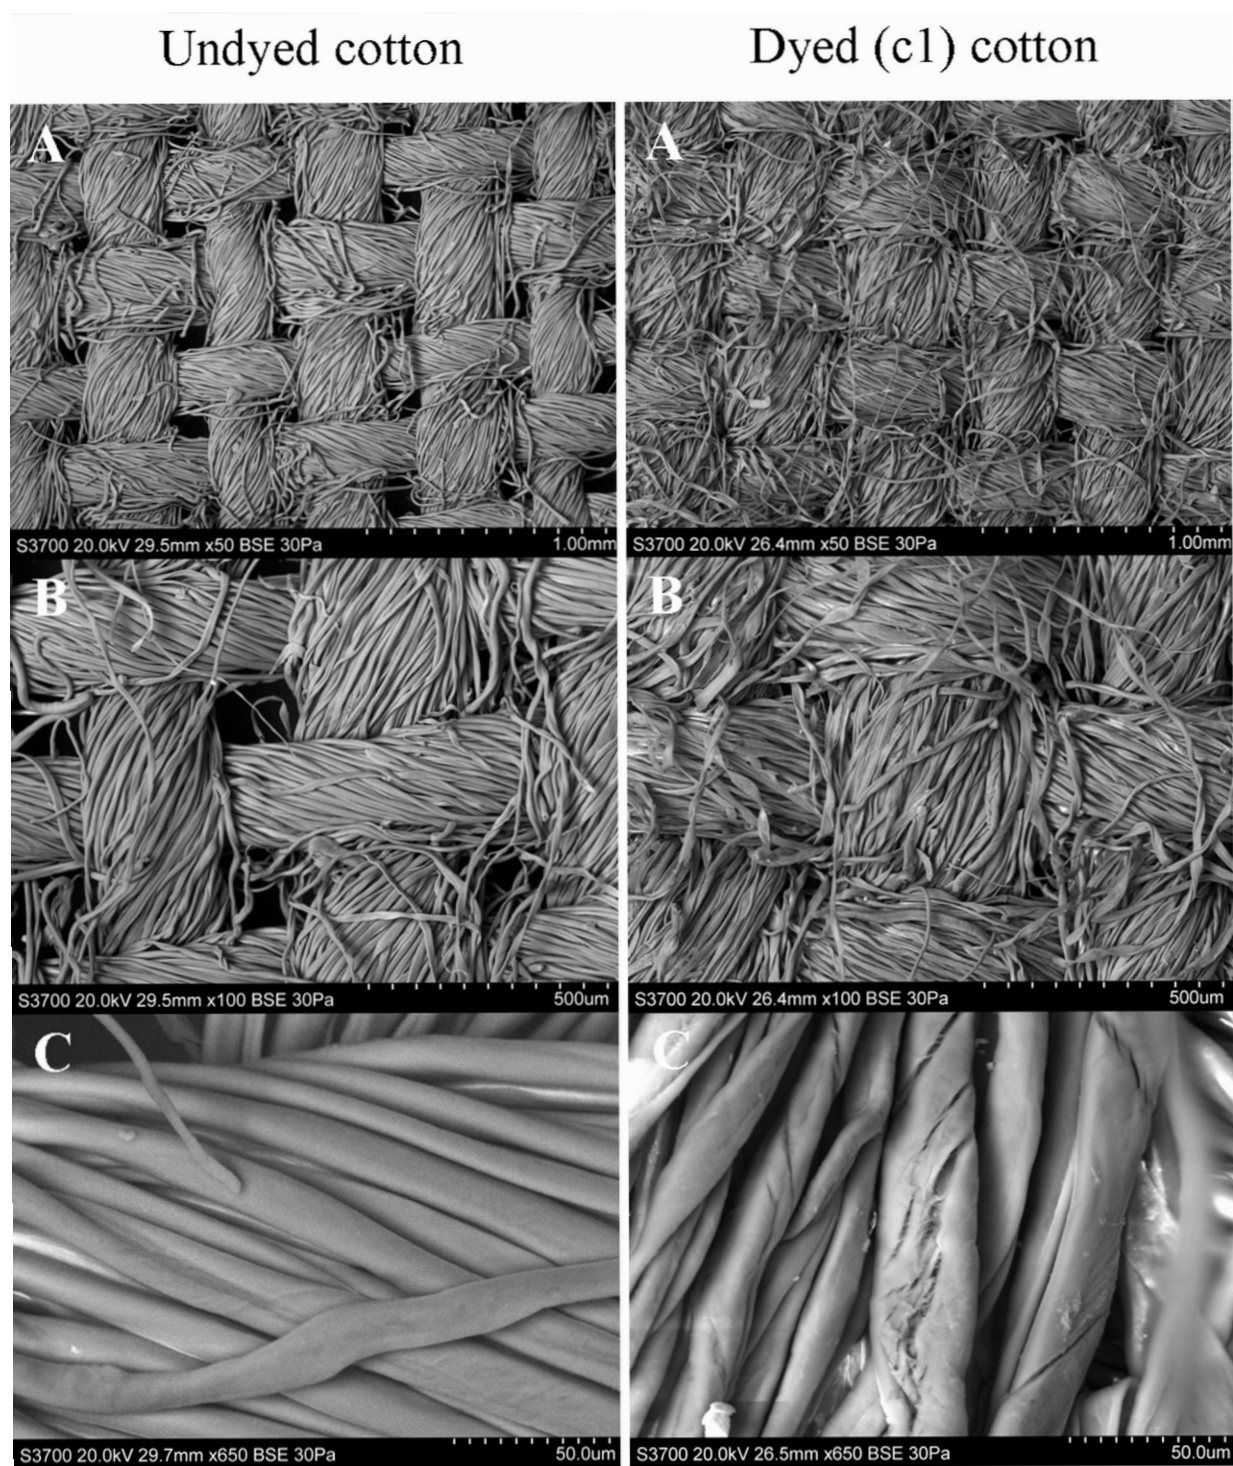 Undyed cotton
Dyed (c1) cotton
A
A
S3700 20.0kV 29.5mm x50 BSE 30Pa 1.00mm
S3700 20.0kV 26.4mm x50 BSE 30Pa 1.00mm
B
B
S3700 20.0kV 29.5mm x100 BSE 30Pa 500um
S3700 20.0kV 26.4mm x100 BSE 30Pa 500um
C
C
S3700 20.0kV 29.7mm x650 BSE 30Pa 50.0um
S3700 20.0kV 26.5mm x650 BSE 30Pa 50.0um